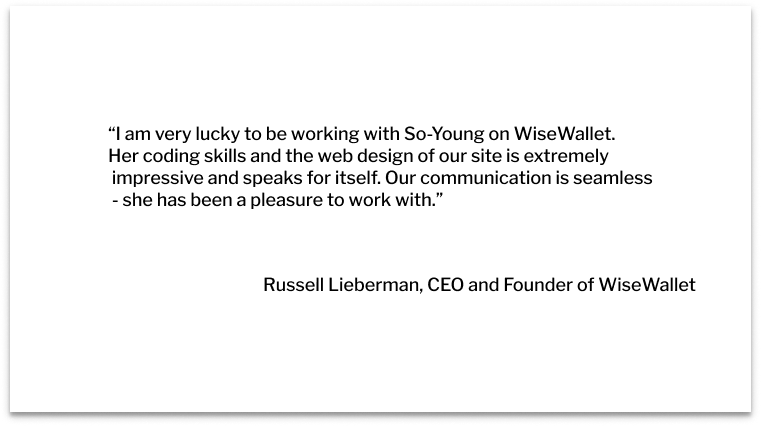 “I am very lucky to be working with So-Young on WiseWallet.
Her coding skills and the web design of our site is extremely
impressive and speaks for itself. Our communication is seamless
- she has been a pleasure to work with.”
Russell Lieberman, CEO and Founder of WiseWallet